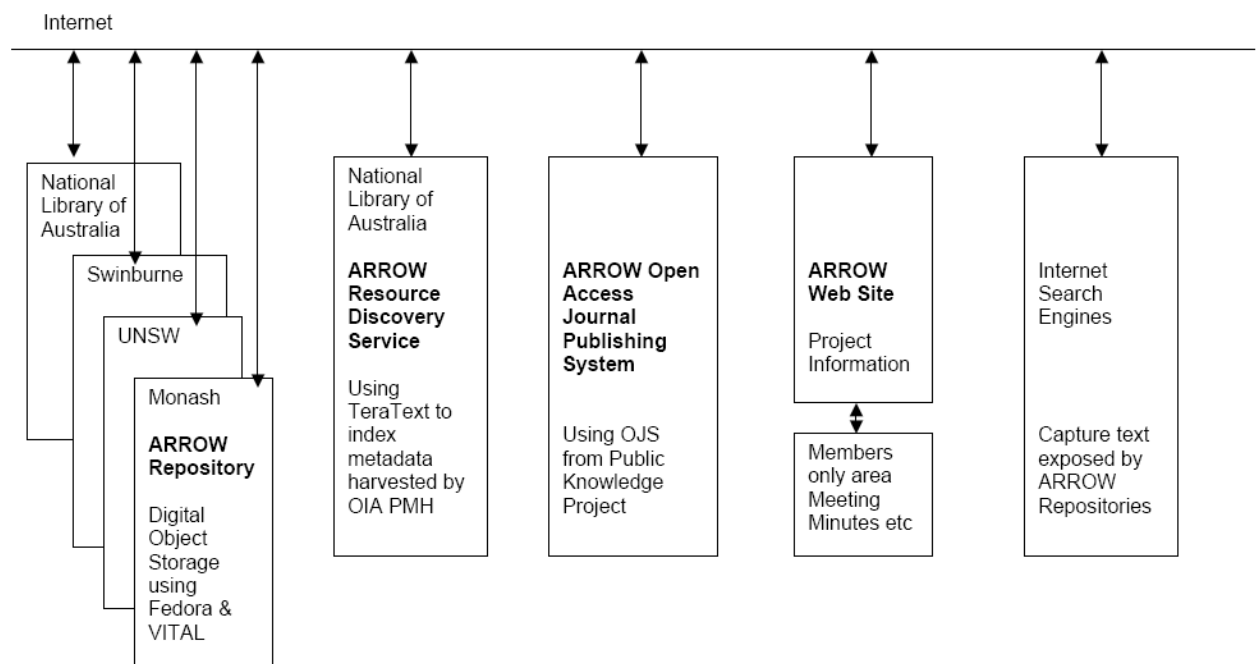 Internet
National
Library of
Australia
Swinburne
UNSW
Monash
ARROW
Repository
Digital
Object
Storage
using
Fedora &
VITAL
National
Library of
Australia
ARROW
Resource
Discovery
Service
Using
TeraText to
index
metadata
harvested by
OIA PMH
ARROW Open
Access
Journal
Publishing
System
Using OJS
from Public
Knowledge
Project
ARROW
Web Site
Project
Information
Members
only area
Meeting
Minutes etc
Internet
Search
Engines
Capture text
exposed by
ARROW
Repositories